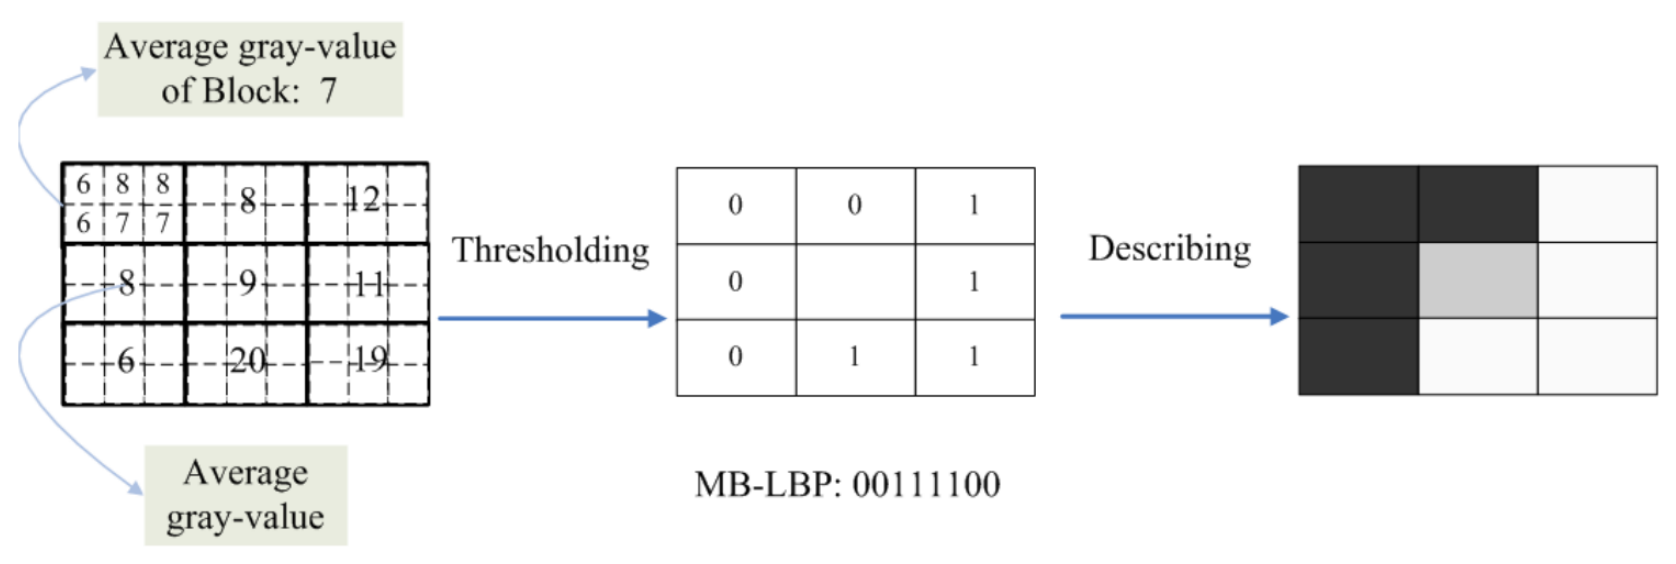 Average gray-value
of Block: 7
6 8 8
6 7 7
8
12
8
9
11
6
20
19
Average
gray-value
Thresholding
0 0 1
0 1
0 1 1
MB-LBP: 00111100
Describing